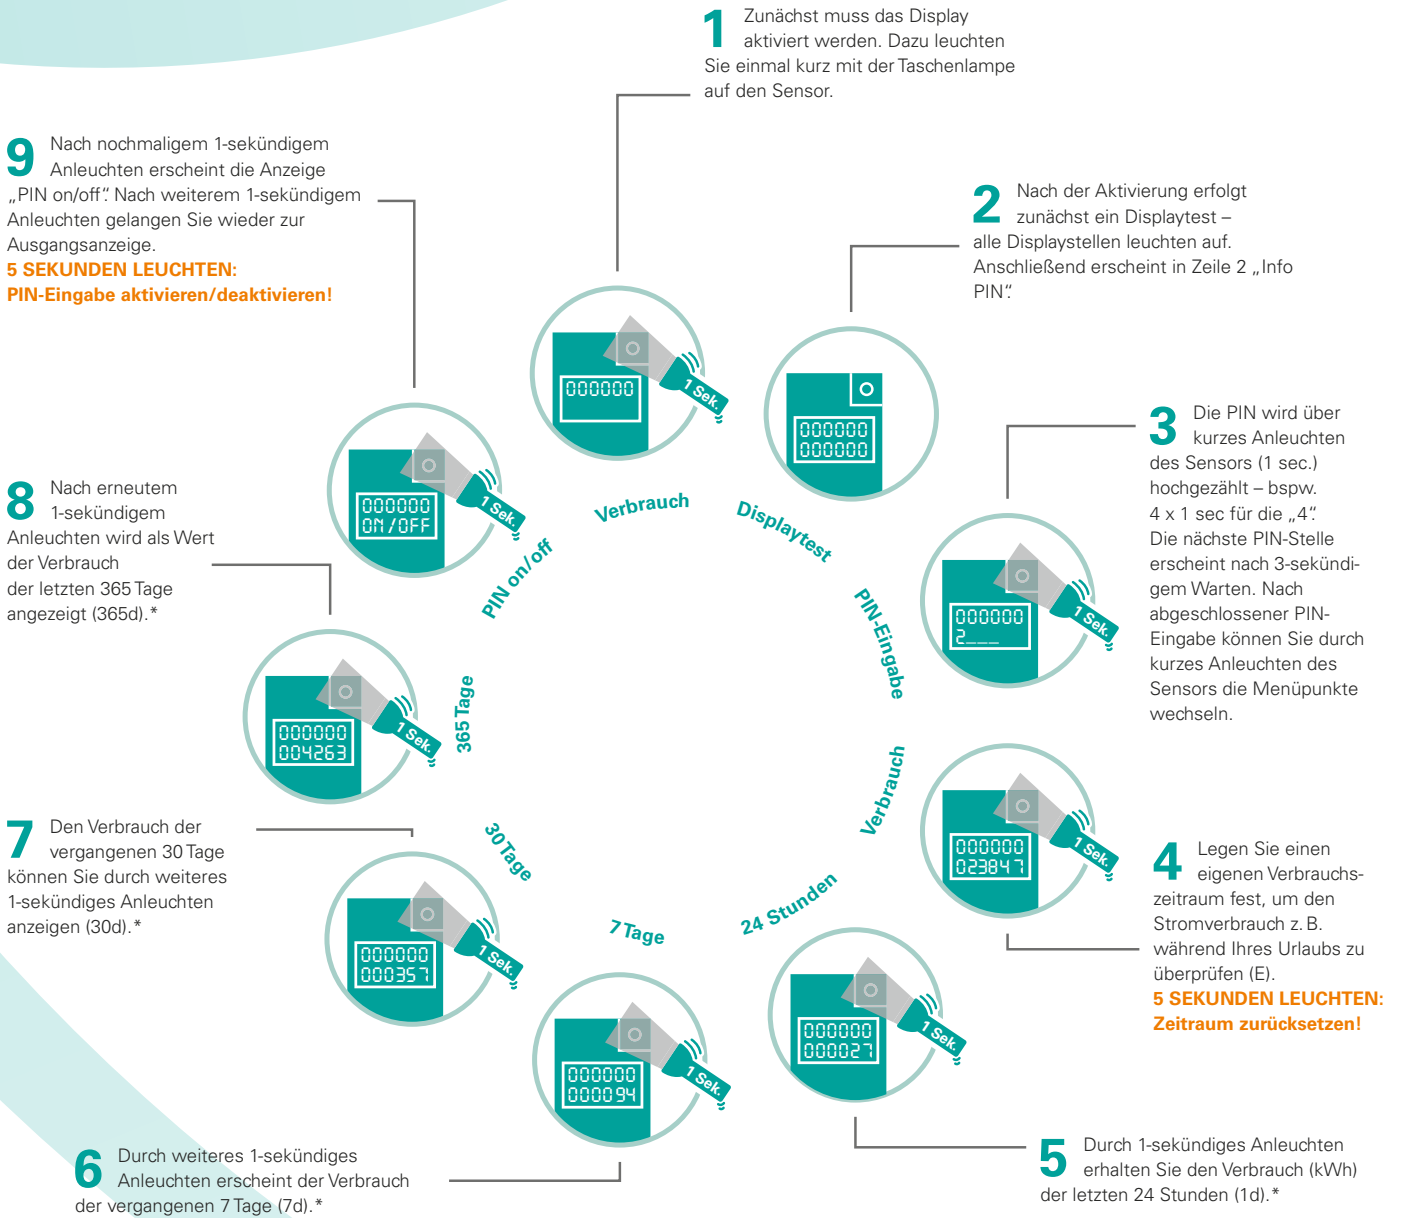 1 Zunächst muss das Display
aktiviert werden. Dazu leuchten
Sie einmal kurz mit der Taschenlampe
auf den Sensor.
2 Nach der Aktivierung erfolgt
zunächst ein Displaytest –
alle Displaystellen leuchten auf.
Anschließend erscheint in Zeile 2 „Info
PIN“.
3 Die PIN wird über
kurzes Anleuchten
des Sensors (1 sec.)
hochgezählt – bspw.
4 x 1 sec für die „4“.
Die nächste PIN-Stelle
erscheint nach 3-sekündi-
gem Warten. Nach
abgeschlossener PIN-
Eingabe können Sie durch
kurzes Anleuchten des
Sensors die Menüpunkte
wechseln.
4 Legen Sie einen
eigenen Verbrauchs-
zeitraum fest, um den
Stromverbrauch z. B.
während Ihres Urlaubs zu
überprüfen (E).
5 SEKUNDEN LEUCHTEN:
Zeitraum zurücksetzen!
5 Durch 1-sekündiges Anleuchten
erhalten Sie den Verbrauch (kWh)
der letzten 24 Stunden (1d).*
6 Durch weiteres 1-sekündiges
Anleuchten erscheint der Verbrauch
der vergangenen 7 Tage (7d).*
7 Den Verbrauch der
vergangenen 30 Tage
können Sie durch weiteres
1-sekündiges Anleuchten
anzeigen (30d).*
8 Nach erneutem
1-sekündigem
Anleuchten wird als Wert
der Verbrauch
der letzten 365 Tage
angezeigt (365d).*
9 Nach nochmaligem 1-sekündigem
Anleuchten erscheint die Anzeige
„PIN on/off“. Nach weiterem 1-sekündigem
Anleuchten gelangen Sie wieder zur
Ausgangsanzeige.
5 SEKUNDEN LEUCHTEN:
PIN-Eingabe aktivieren/deaktivieren!
000000
1 Sek.
Verbrauch
000000
000000
Displaytest
000000
2___
1 Sek.
PIN-Eingabe
000000
023847
1 Sek.
Verbrauch
000000
000027
1 Sek.
24 Stunden
000000
000094
1 Sek.
7 Tage
000000
000357
1 Sek.
30 Tage
000000
004263
1 Sek.
365 Tage
000000
ON/OFF
1 Sek.
PIN on/off